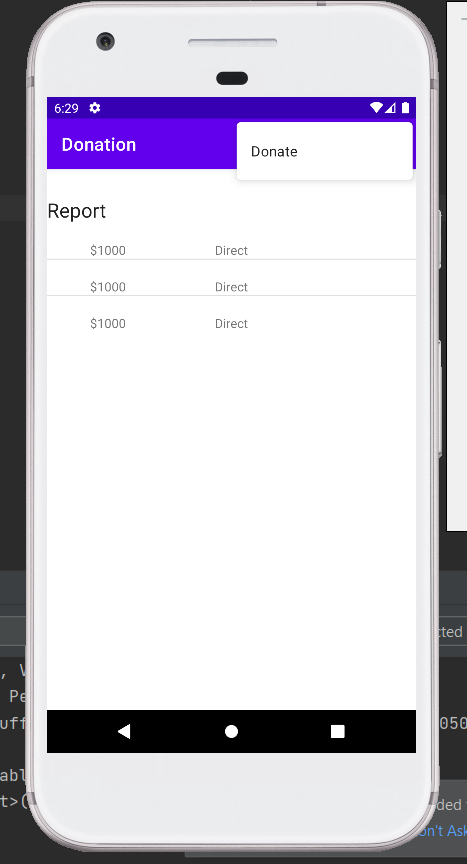 6:29
Donation
Donate
Report
$1000 Direct
$1000 Direct
$1000 Direct
, V
cted
Pe
uff
050
abl
t>(
ded
on't Ask